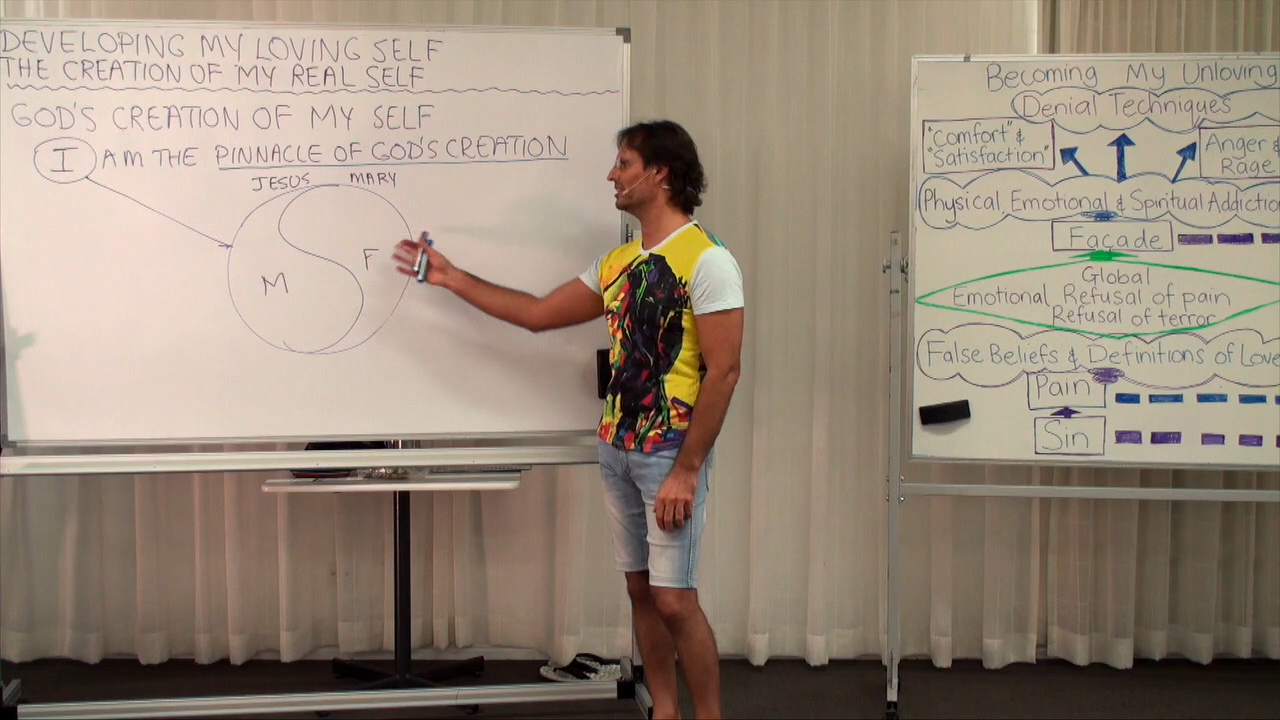 DEVELOPING MY LOVING SELF
THE CREATION OF MY REAL SELF
GOD'S CREATION OF MY SELF
I AM THE PINNACLE OF GOD'S CREATION
JESUS MARY
M
F
Becoming My Unloving
Denial Techniques
"Comfort" &
"Satisfaction"
Anger &
Rage
Physical Emotional & Spiritual Addictio
Façade
Global
Emotional Refusal of pain
Refusal of terror
False Beliefs & Definitions of Love
Pain
Sin